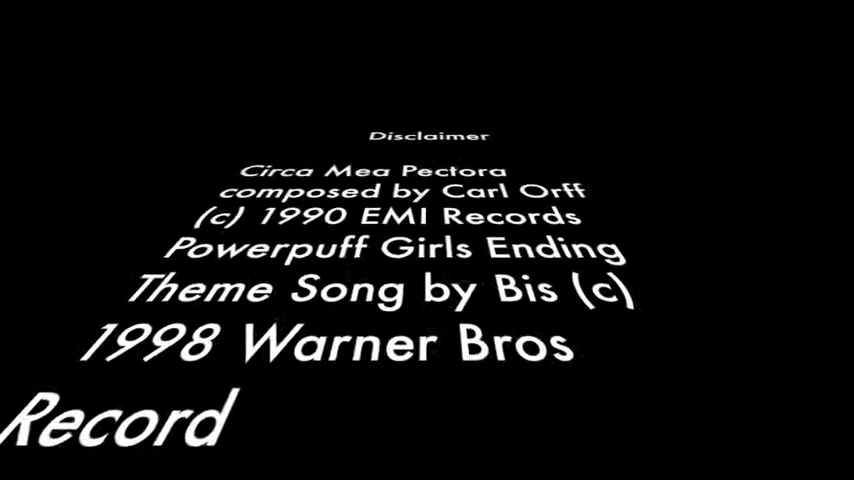 Disclaimer
Circa Mea Pectora
composed by Carl Orff
(c) 1990 EMI Records
Powerpuff Girls Ending
Theme Song by Bis (c)
1998 Warner Bros
Record